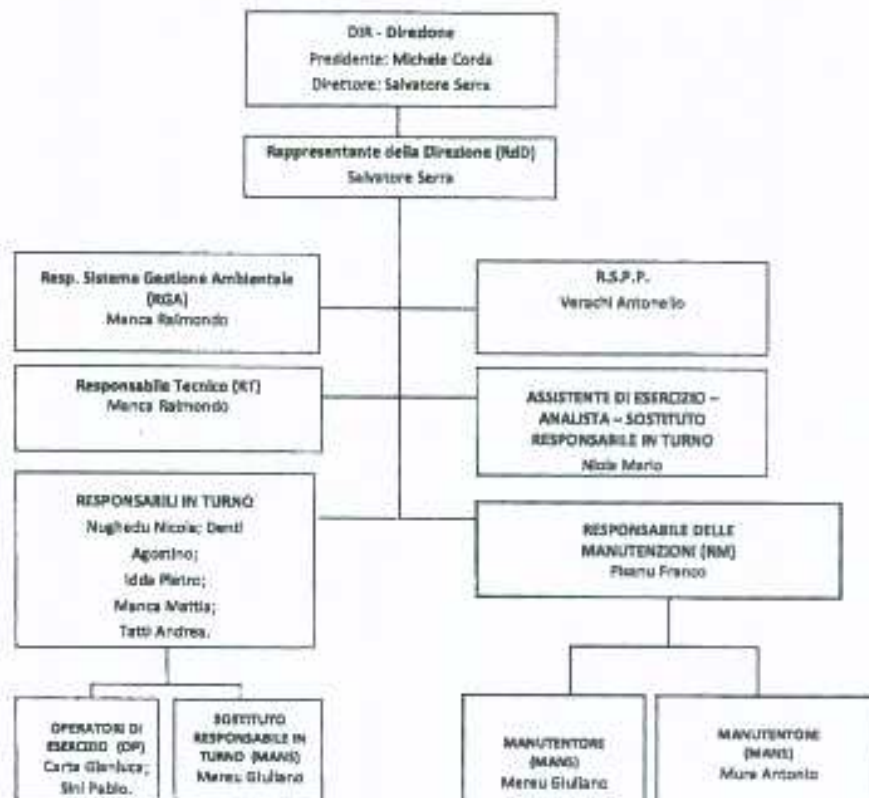 DIR - Direzione
Presidente: Michele Corda
Direttore: Salvatore Serra
Rappresentante della Direzione (RdD)
Salvatore Serra
Resp. Sistema Gestione Ambientale
(RGA)
Manca Raimondo
R.S.P.P.
Verachi Antonello
Responsabile Tecnico (RT)
Manca Raimondo
ASSISTENTE DI ESERCIZIO –
ANALISTA – SOSTITUTO
RESPONSABILE IN TURNO
Mario
RESPONSABILI IN TURNO
Nughedu Nicola; Denti
Agostino;
Idda Pietro;
Manca Mattia;
Tatti Andrea.
RESPONSABILE DELLE
MANUTENZIONI (RM)
Franco
OPERATORI DI
ESERCIZIO (OP)
Carta Gianluca;
Sini Pablo.
SOSTITUTO
RESPONSABILE IN
TURNO (MANS)
Mereu Giuliano
MANUTENTORE
(MANS)
Mereu Giuliano
MANUTENTORE
(MANS)
Mura Antonio